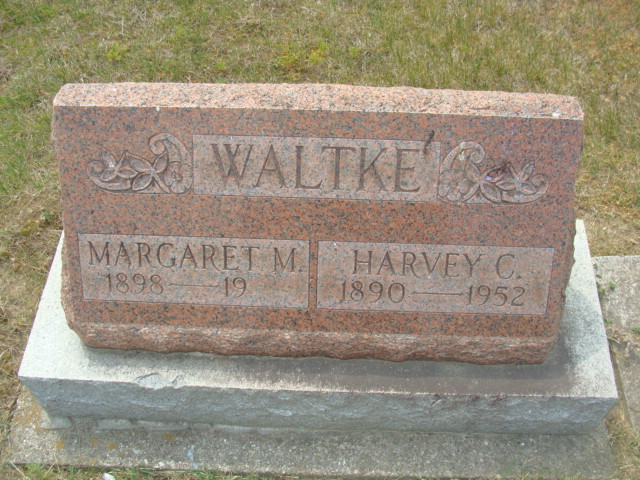 WALTKE
MARGARET M.
1898—19
HARVEY C.
1890—1952